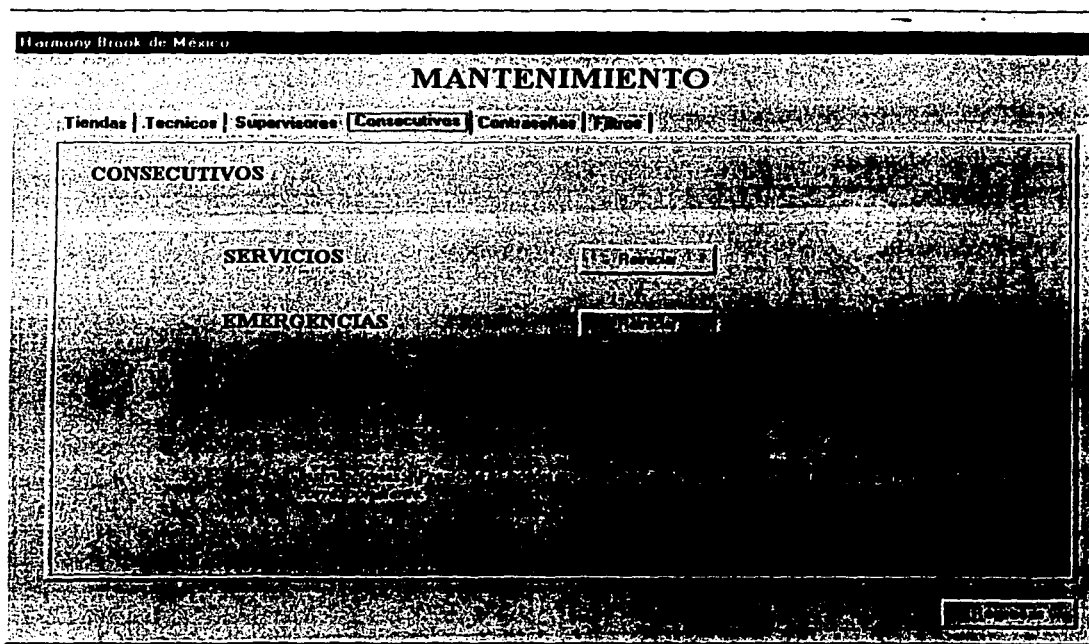 Harmony Brook de México
MANTENIMIENTO
Tiendas Tecnicos Supervisores Consecutivos Contraseñas Filtros
CONSECUTIVOS
SERVICIOS
EMERGENCIAS